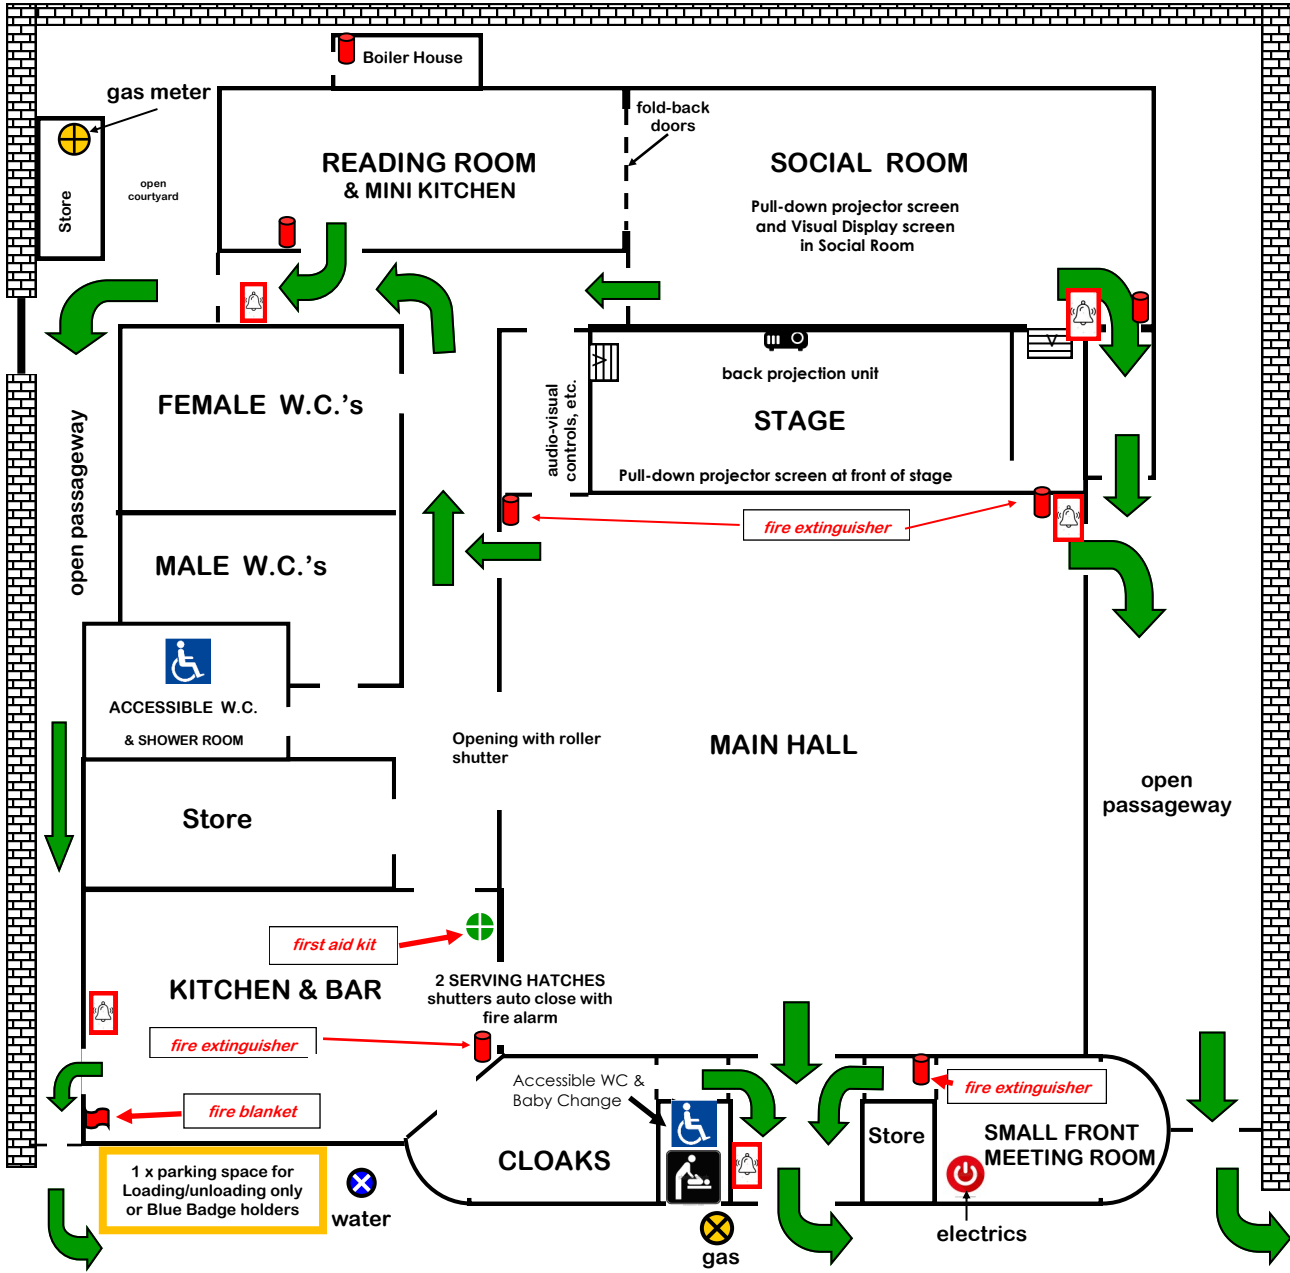 Boiler House
gas meter
fold-back
doors
READING ROOM
& MINI KITCHEN
SOCIAL ROOM
open
courtyard
Store
Pull-down projector screen
and Visual Display screen
in Social Room
back projection unit
FEMALE W.C.'s
STAGE
audio-visual
controls, etc.
Pull-down projector screen at front of stage
open passageway
fire extinguisher
MALE W.C.'s
ACCESSIBLE W.C.
& SHOWER ROOM
Opening with roller
shutter
MAIN HALL
open
passageway
Store
first aid kit
KITCHEN & BAR
2 SERVING HATCHES
shutters auto close with
fire alarm
fire extinguisher
Accessible WC &
Baby Change
fire extinguisher
fire blanket
Store
SMALL FRONT
MEETING ROOM
CLOAKS
1 x parking space for
Loading/unloading only
or Blue Badge holders
water
gas
electrics